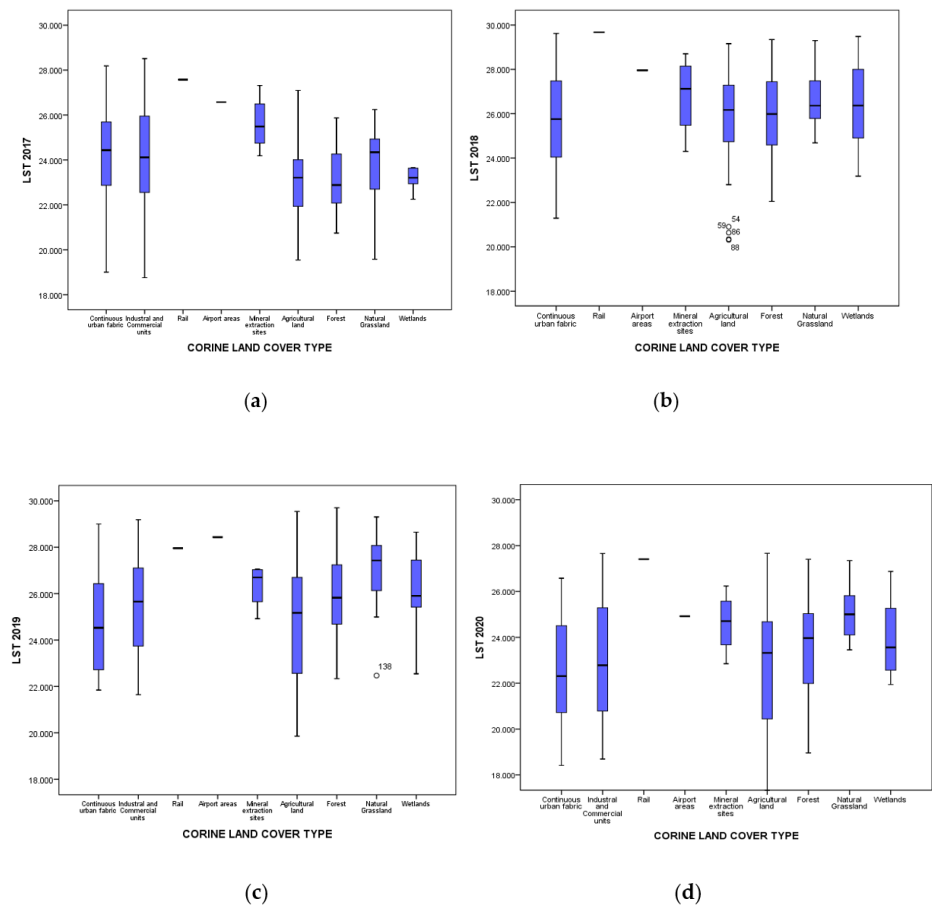 30.000
28.000
26.000
24.000
22.000
20.000
18.000
LST 2017
Continuous
urban fabric
Industrial and
Commercial
units
Rail
Airport areas
Mineral
extraction
sites
Agricultural
land
Forest
Natural
Grassland
Wetlands
CORINE LAND COVER TYPE
(a)
30.000
28.000
26.000
24.000
22.000
20.000
18.000
LST 2018
54
59
86
88
Continuous
urban fabric
Rail
Airport
areas
Mineral
extraction
sites
Agricultural
land
Forest
Natural
Grassland
Wetlands
CORINE LAND COVER TYPE
(b)
30.000
28.000
26.000
24.000
22.000
20.000
18.000
LST 2019
138
Continuous
urban fabric
Industrial and
Commercial
units
Rail
Airport areas
Mineral
extraction
sites
Agricultural
land
Forest
Natural
Grassland
Wetlands
CORINE LAND COVER TYPE
(c)
30.000
28.000
26.000
24.000
22.000
20.000
18.000
LST 2020
Continuous
urban fabric
Industrial
and
Commercial
units
Rail
Airport
areas
Mineral
extraction
sites
Agricultural
land
Forest
Natural
Grassland
Wetlands
CORINE LAND COVER TYPE
(d)